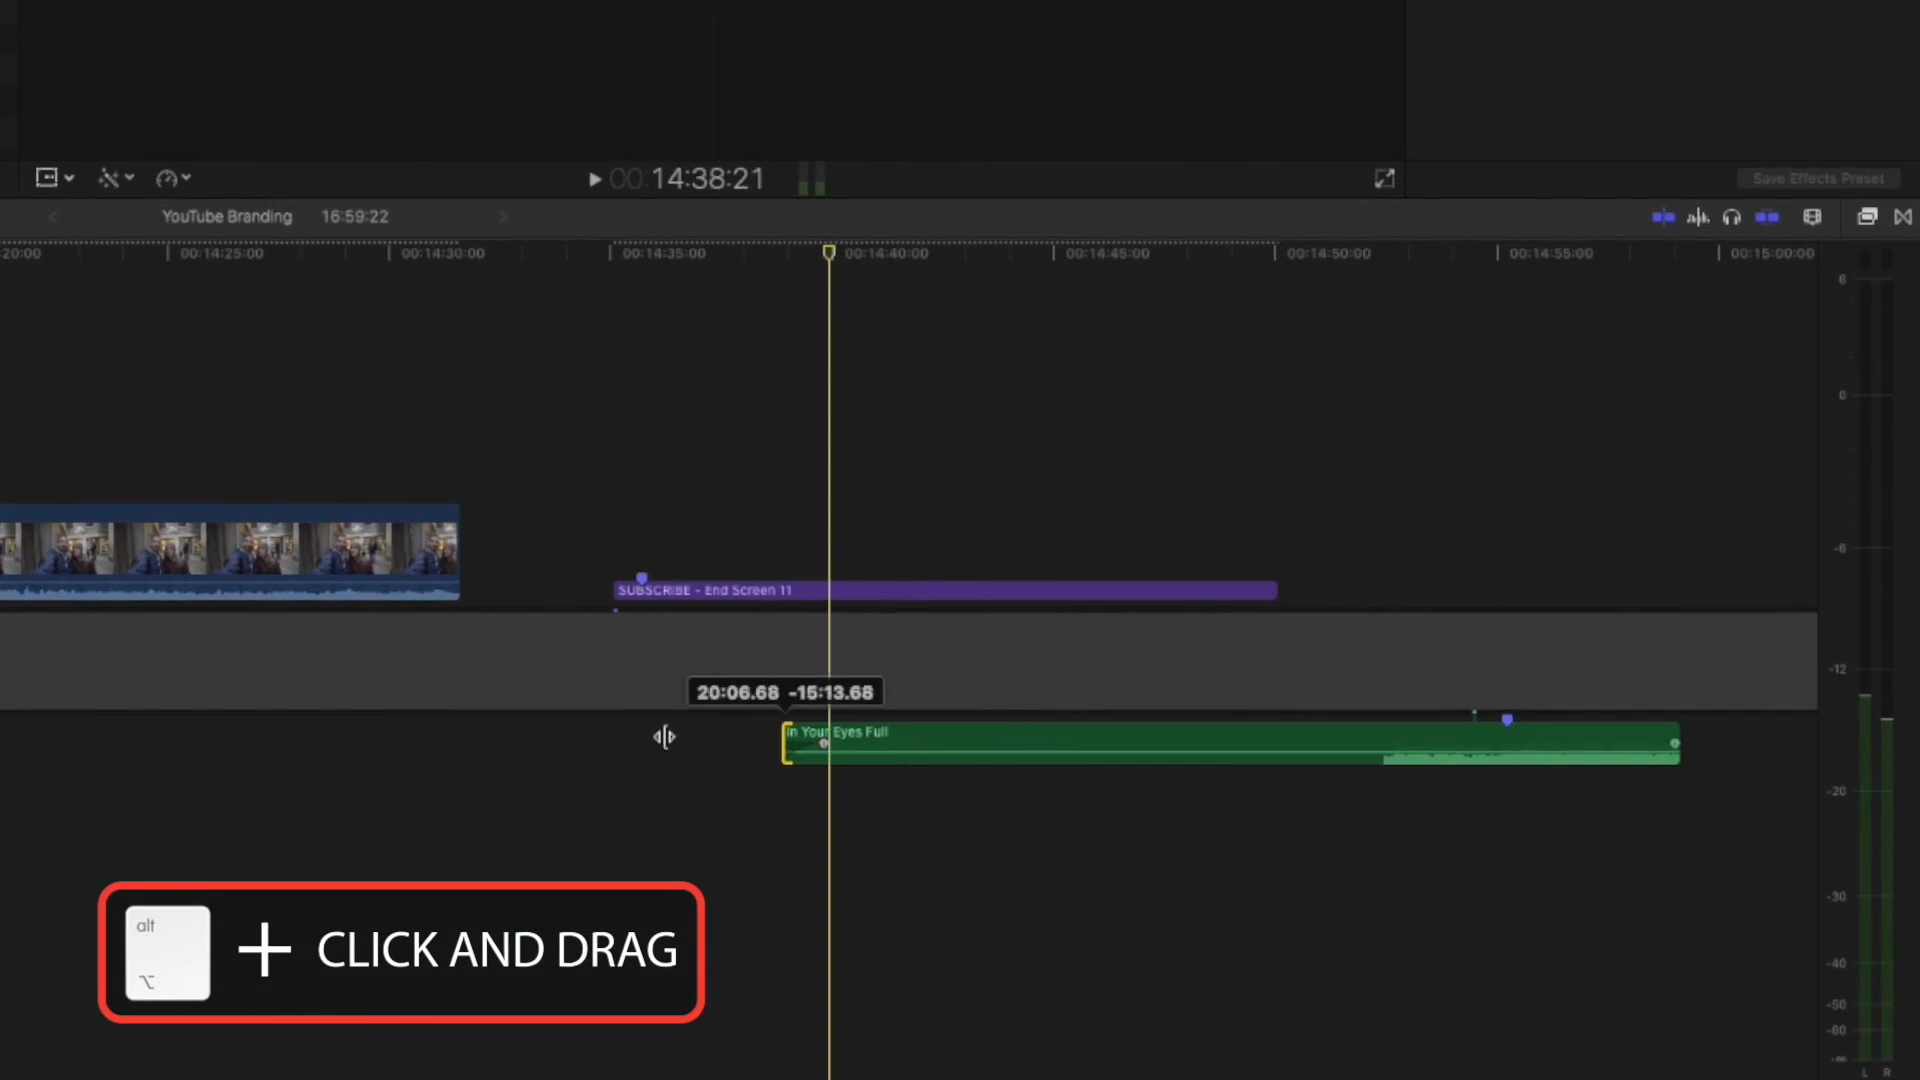 00:14:38:21
Save Effects Preset
YouTube Branding 16:59:22
:20:00 00:14:25:00 00:14:30:00 00:14:35:00 00:14:40:00 00:14:45:00 00:14:50:00 00:14:55:00 00:15:00:00
6
0
-6
SUBSCRIBE - End Screen 11
-12
20:06.68 -15:13.68
In Your Eyes Full
-20
-30
alt
⌥
+ CLICK AND DRAG
-40
-50
-60
-∞
L R